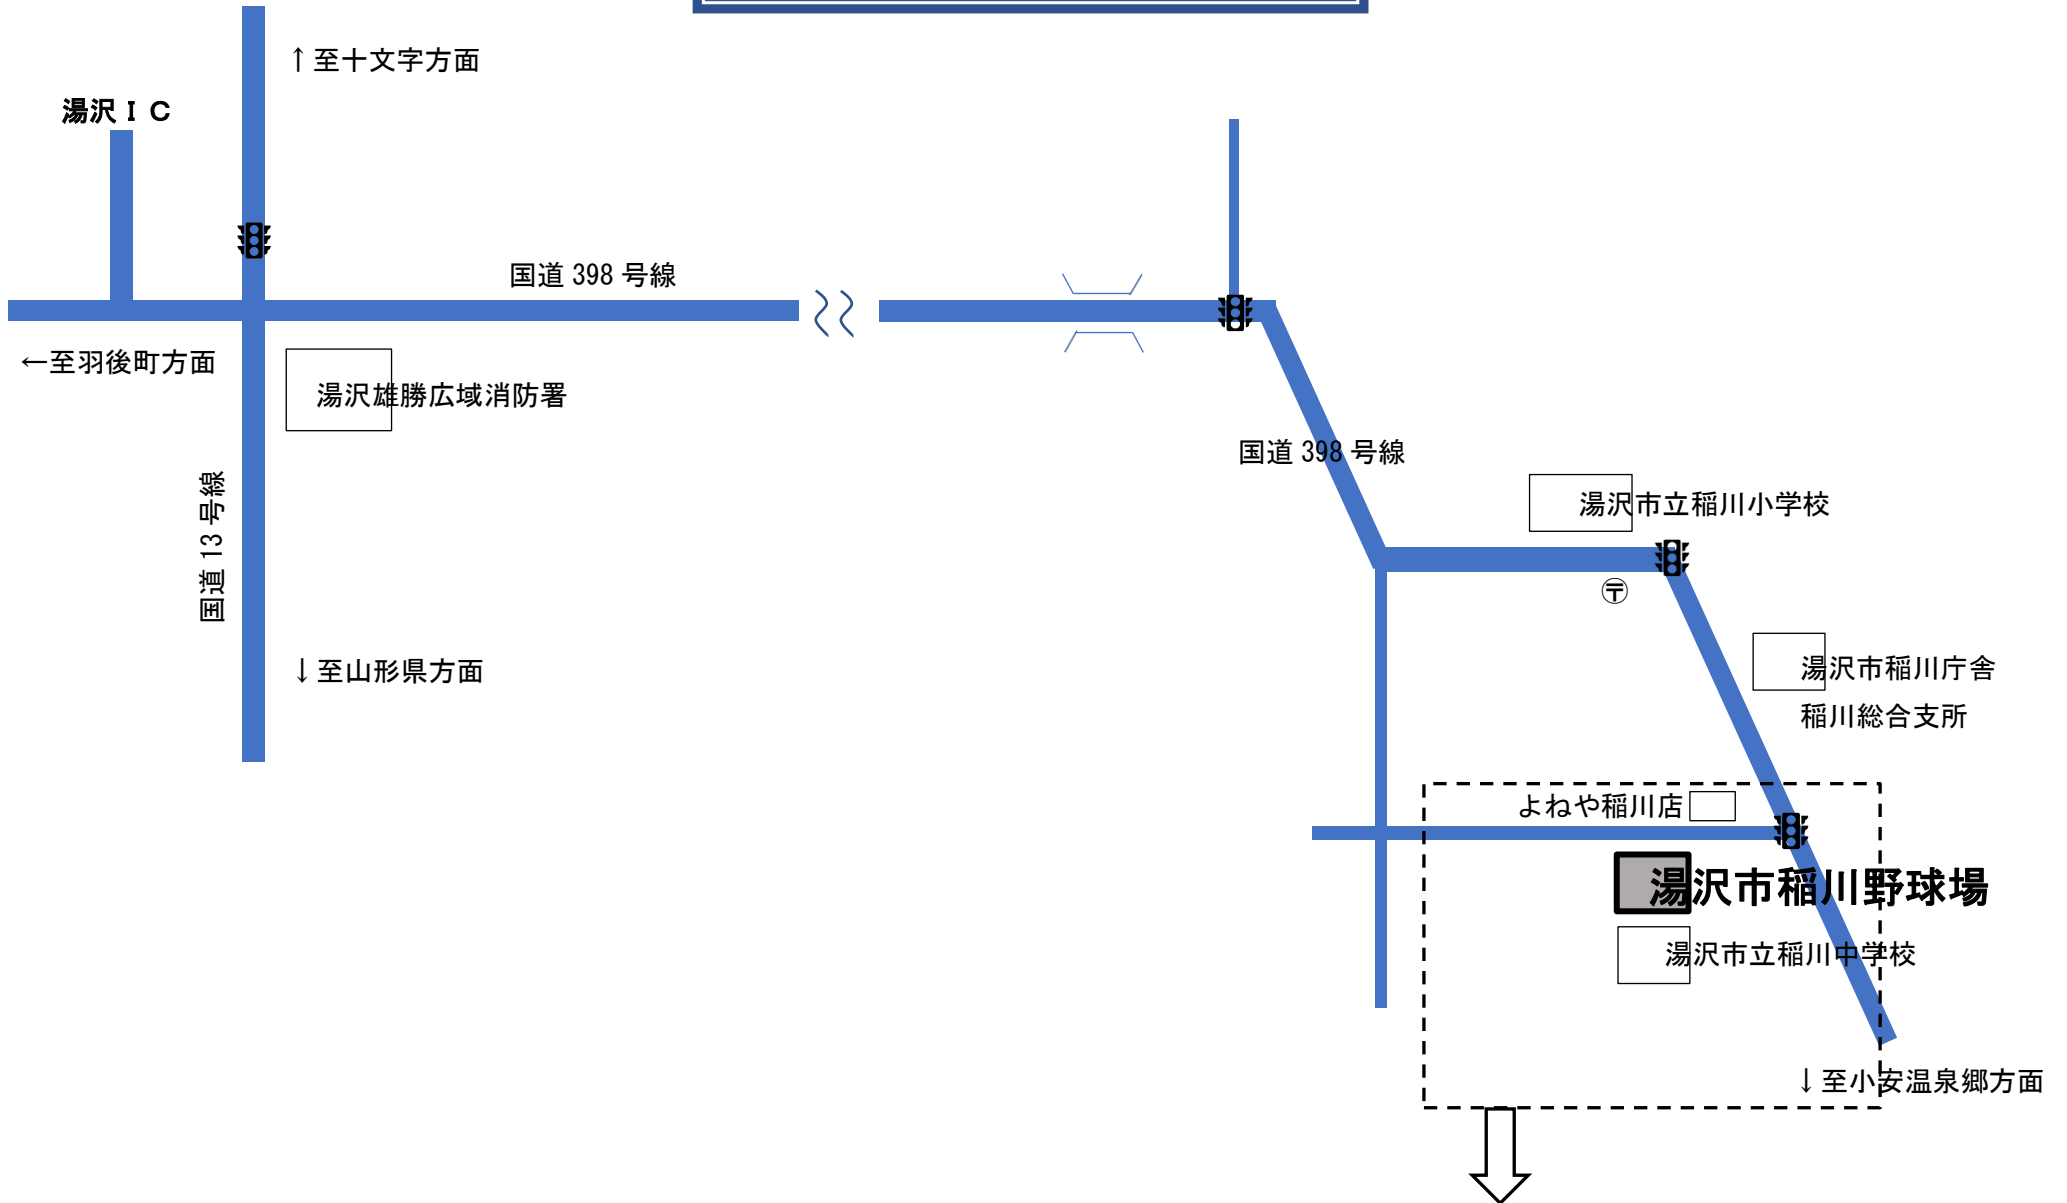 ↑至十文字方面
湯沢ＩＣ
国道 398 号線
←至羽後町方面
湯沢雄勝広域消防署
国道 398 号線
国道 13 号線
湯沢市立稲川小学校
〒
↓至山形県方面
湯沢市稲川庁舎
稲川総合支所
よねや稲川店
湯沢市稲川野球場
湯沢市立稲川中学校
↓至小安温泉郷方面